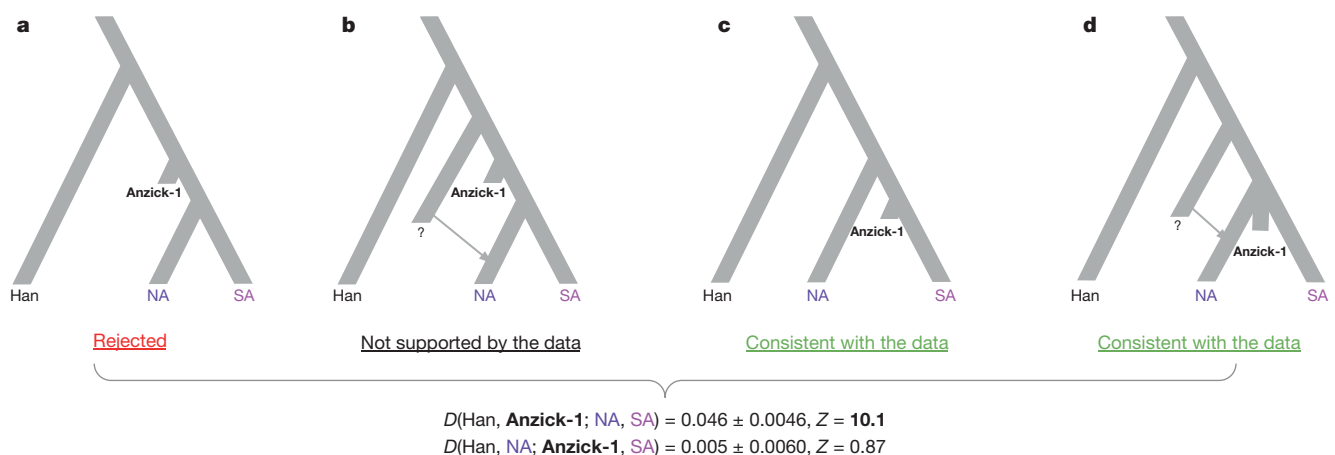 a b c d
Anzick-1 Anzick-1
? ? Anzick-1
Anzick-1
Han NA SA Han NA SA Han NA SA Han NA SA
Rejected Not supported by the data Consistent with the data Consistent with the data
D(Han, Anzick-1; NA, SA) = 0.046 ± 0.0046, Z = 10.1
D(Han, NA; Anzick-1, SA) = 0.005 ± 0.0060, Z = 0.87